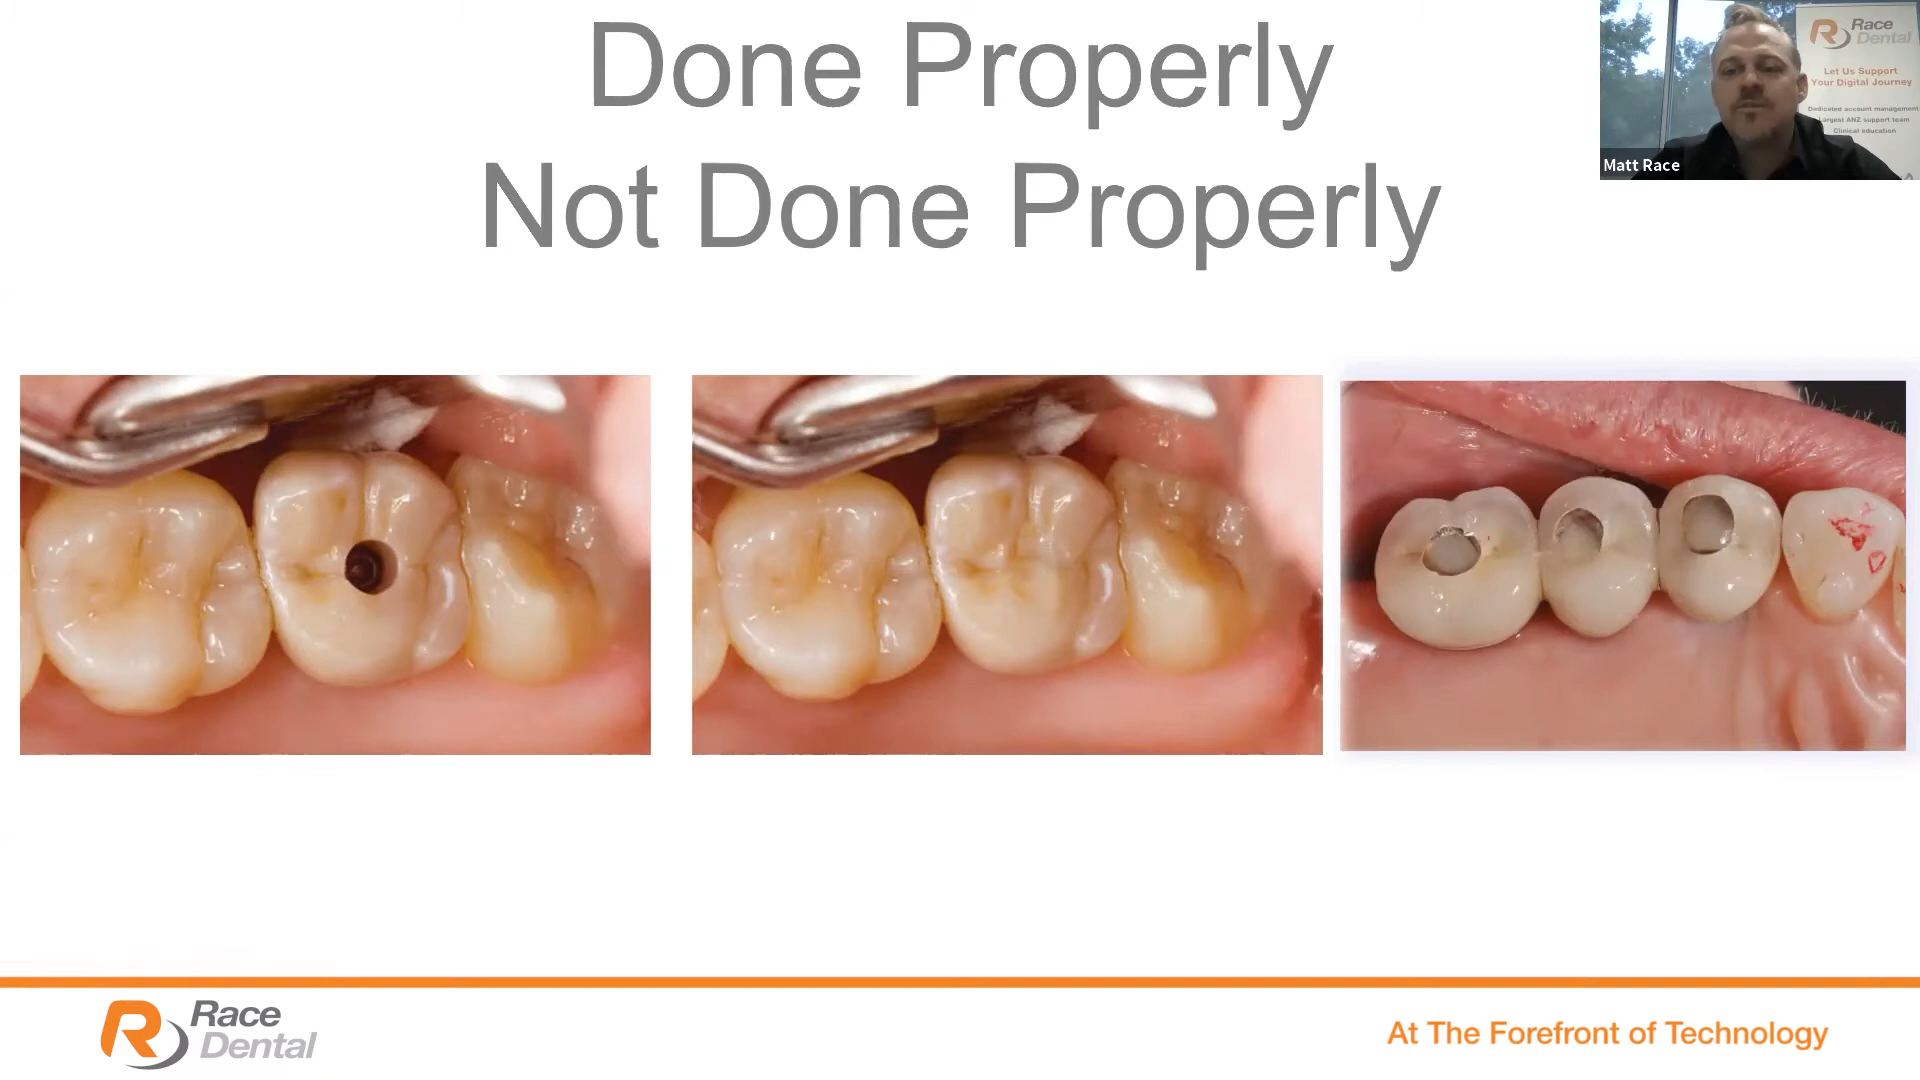 Done Properly
Not Done Properly
Race
Dental
Let Us Support
Your Digital Journey
Dedicated account management
Largest ANZ support team
Clinical education
Matt Race
Race
Dental
At The Forefront of Technology